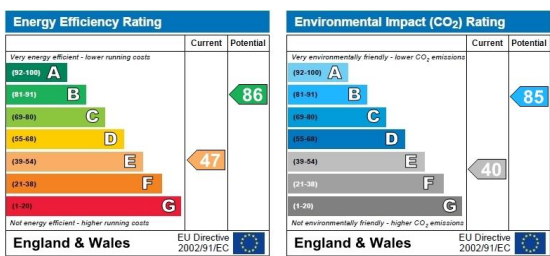 Energy Efficiency Rating
Current Potential
Very energy efficient - lower running costs
(92-100) A
(81-91) B
86
(69-80) C
(55-68) D
(39-54) E
47
(21-38) F
(1-20) G
Not energy efficient - higher running costs
England & Wales
EU Directive
2002/91/EC
Environmental Impact (CO₂) Rating
Current Potential
Very environmentally friendly - lower CO₂ emissions
(92-100) A
(81-91) B
85
(69-80) C
(55-68) D
(39-54) E
40
(21-38) F
(1-20) G
Not environmentally friendly - higher CO₂ emissions
England & Wales
EU Directive
2002/91/EC